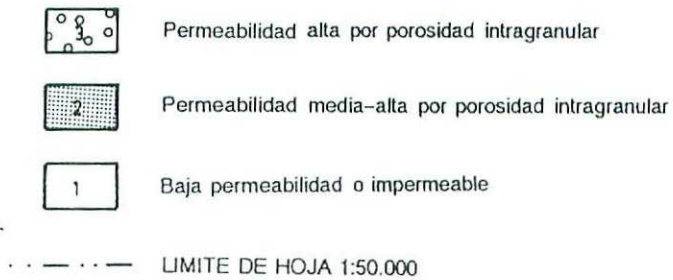 3 Permeabilidad alta por porosidad intragranular
2 Permeabilidad media-alta por porosidad intragranular
1 Baja permeabilidad o impermeable
LIMITE DE HOJA 1:50.000